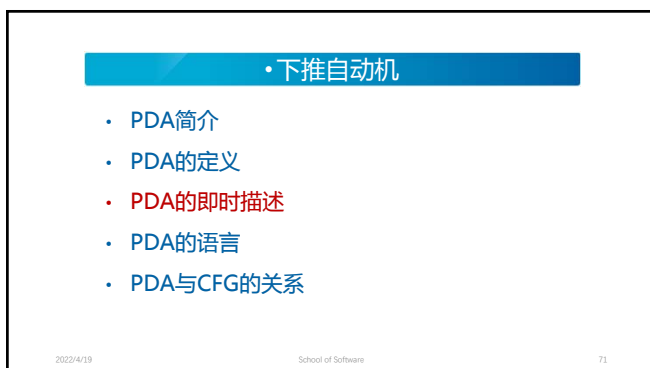 •下推自动机
• PDA简介
• PDA的定义
• PDA的即时描述
• PDA的语言
• PDA与CFG的关系
2022/4/19 School of Software 71